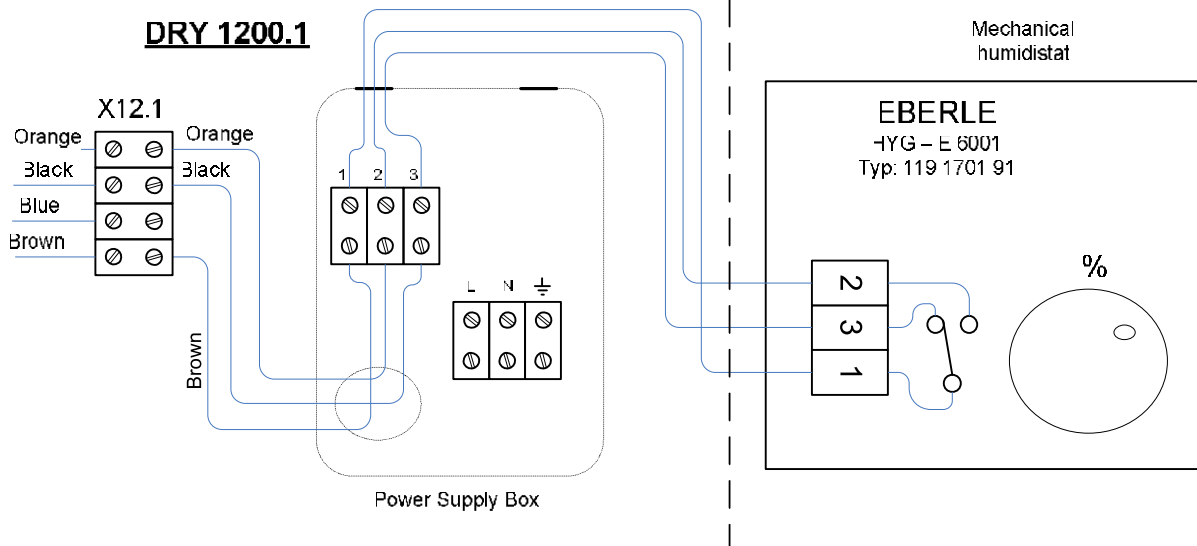 DRY 1200.1
Mechanical
humidistat
X12.1
Orange
Orange
Black
Black
Blue
Brown
Brown
1 2 3
L N
EBERLE
HYG – E 6001
Typ: 119 1701 91
2
3
1
%
Power Supply Box